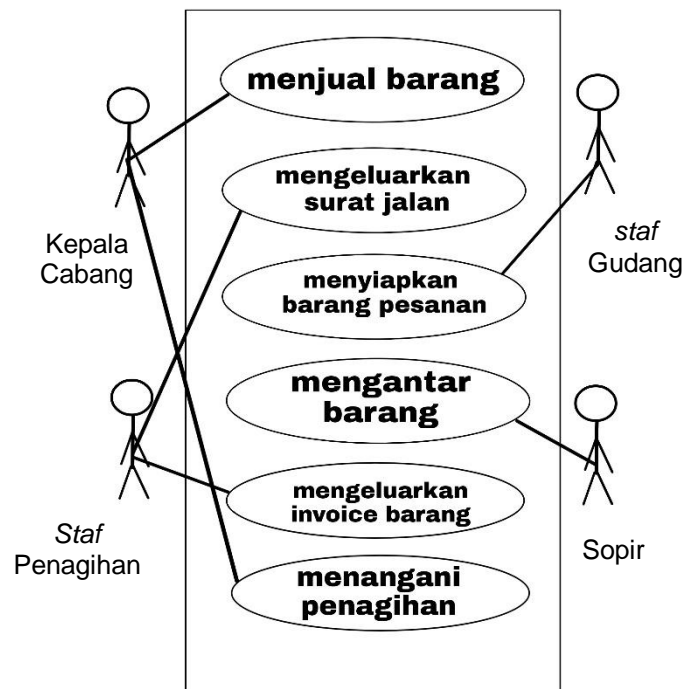 menjual barang
mengeluarkan
surat jalan
Kepala
Cabang
staf
Gudang
menyiapkan
barang pesanan
mengantar
barang
mengeluarkan
invoice barang
Staf
Penagihan
Sopir
menangani
penagihan